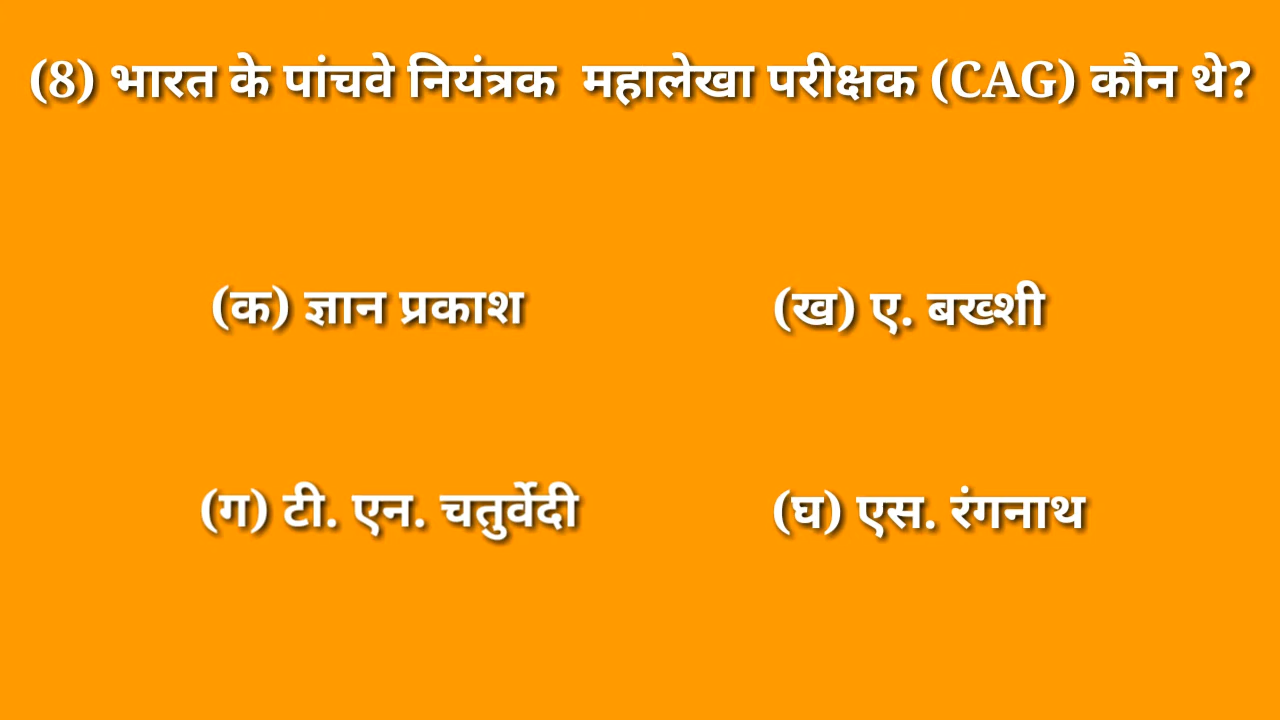 (8) भारत के पांचवे नियंत्रक महालेखा परीक्षक (CAG) कौन थे?
(क) ज्ञान प्रकाश
(ख) ए. बख्शी
(ग) टी. एन. चतुर्वेदी
(घ) एस. रंगनाथ